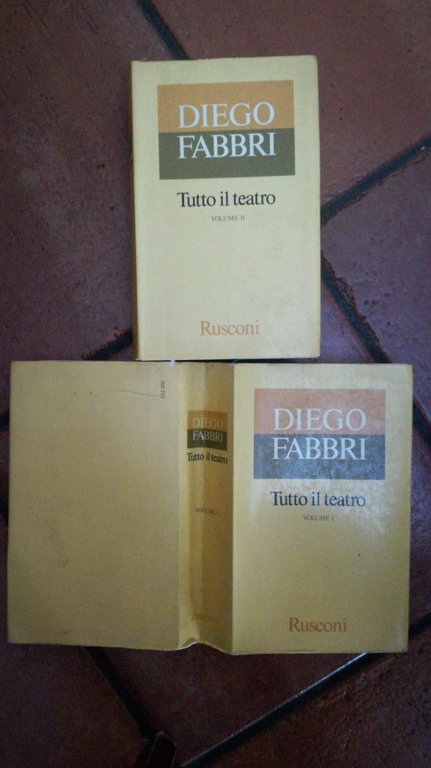 DIEGO
FABBRI
Tutto il teatro
VOLUME II
Rusconi
DIEGO
FABBRI
Tutto il teatro
VOLUME I
Rusconi
DIEGO
FABBRI
Tutto il teatro
VOLUME I
Rusconi